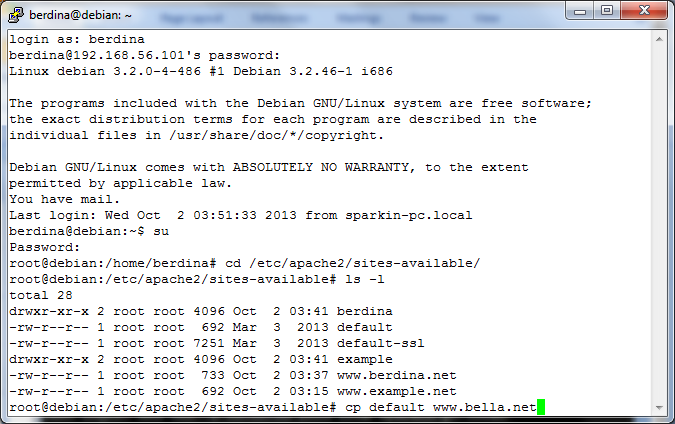 berdina@debian: ~
login as: berdina
berdina@192.168.56.101's password:
Linux debian 3.2.0-4-486 #1 Debian 3.2.46-1 i686
The programs included with the Debian GNU/Linux system are free software;
the exact distribution terms for each program are described in the
individual files in /usr/share/doc/*/copyright.
Debian GNU/Linux comes with ABSOLUTELY NO WARRANTY, to the extent
permitted by applicable law.
You have mail.
Last login: Wed Oct  2 03:51:33 2013 from sparkin-pc.local
berdina@debian:~$ su
Password:
root@debian:/home/berdina# cd /etc/apache2/sites-available/
root@debian:/etc/apache2/sites-available# ls -l
total 28
drwxr-xr-x 2 root root 4096 Oct  2 03:41 berdina
-rw-r--r-- 1 root root  692 Mar  3  2013 default
-rw-r--r-- 1 root root 7251 Mar  3  2013 default-ssl
drwxr-xr-x 2 root root 4096 Oct  2 03:41 example
-rw-r--r-- 1 root root  733 Oct  2 03:37 www.berdina.net
-rw-r--r-- 1 root root  692 Oct  2 03:15 www.example.net
root@debian:/etc/apache2/sites-available# cp default www.bella.net